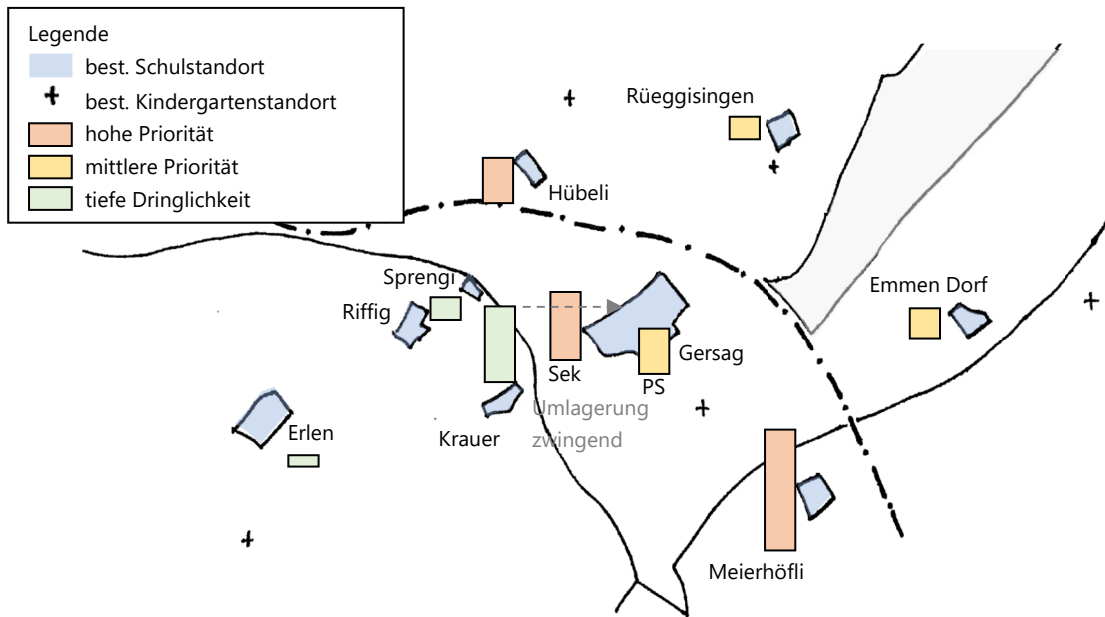 Legende
best. Schulstandort
best. Kindergartenstandort
hohe Priorität
mittlere Priorität
tiefe Dringlichkeit
Rüeggisingen
Hübeli
Sprengi
Riffig
Emmen Dorf
Gersag
Sek
PS
Umlagerung
zwingend
Krauer
Erlen
Meierhöfli